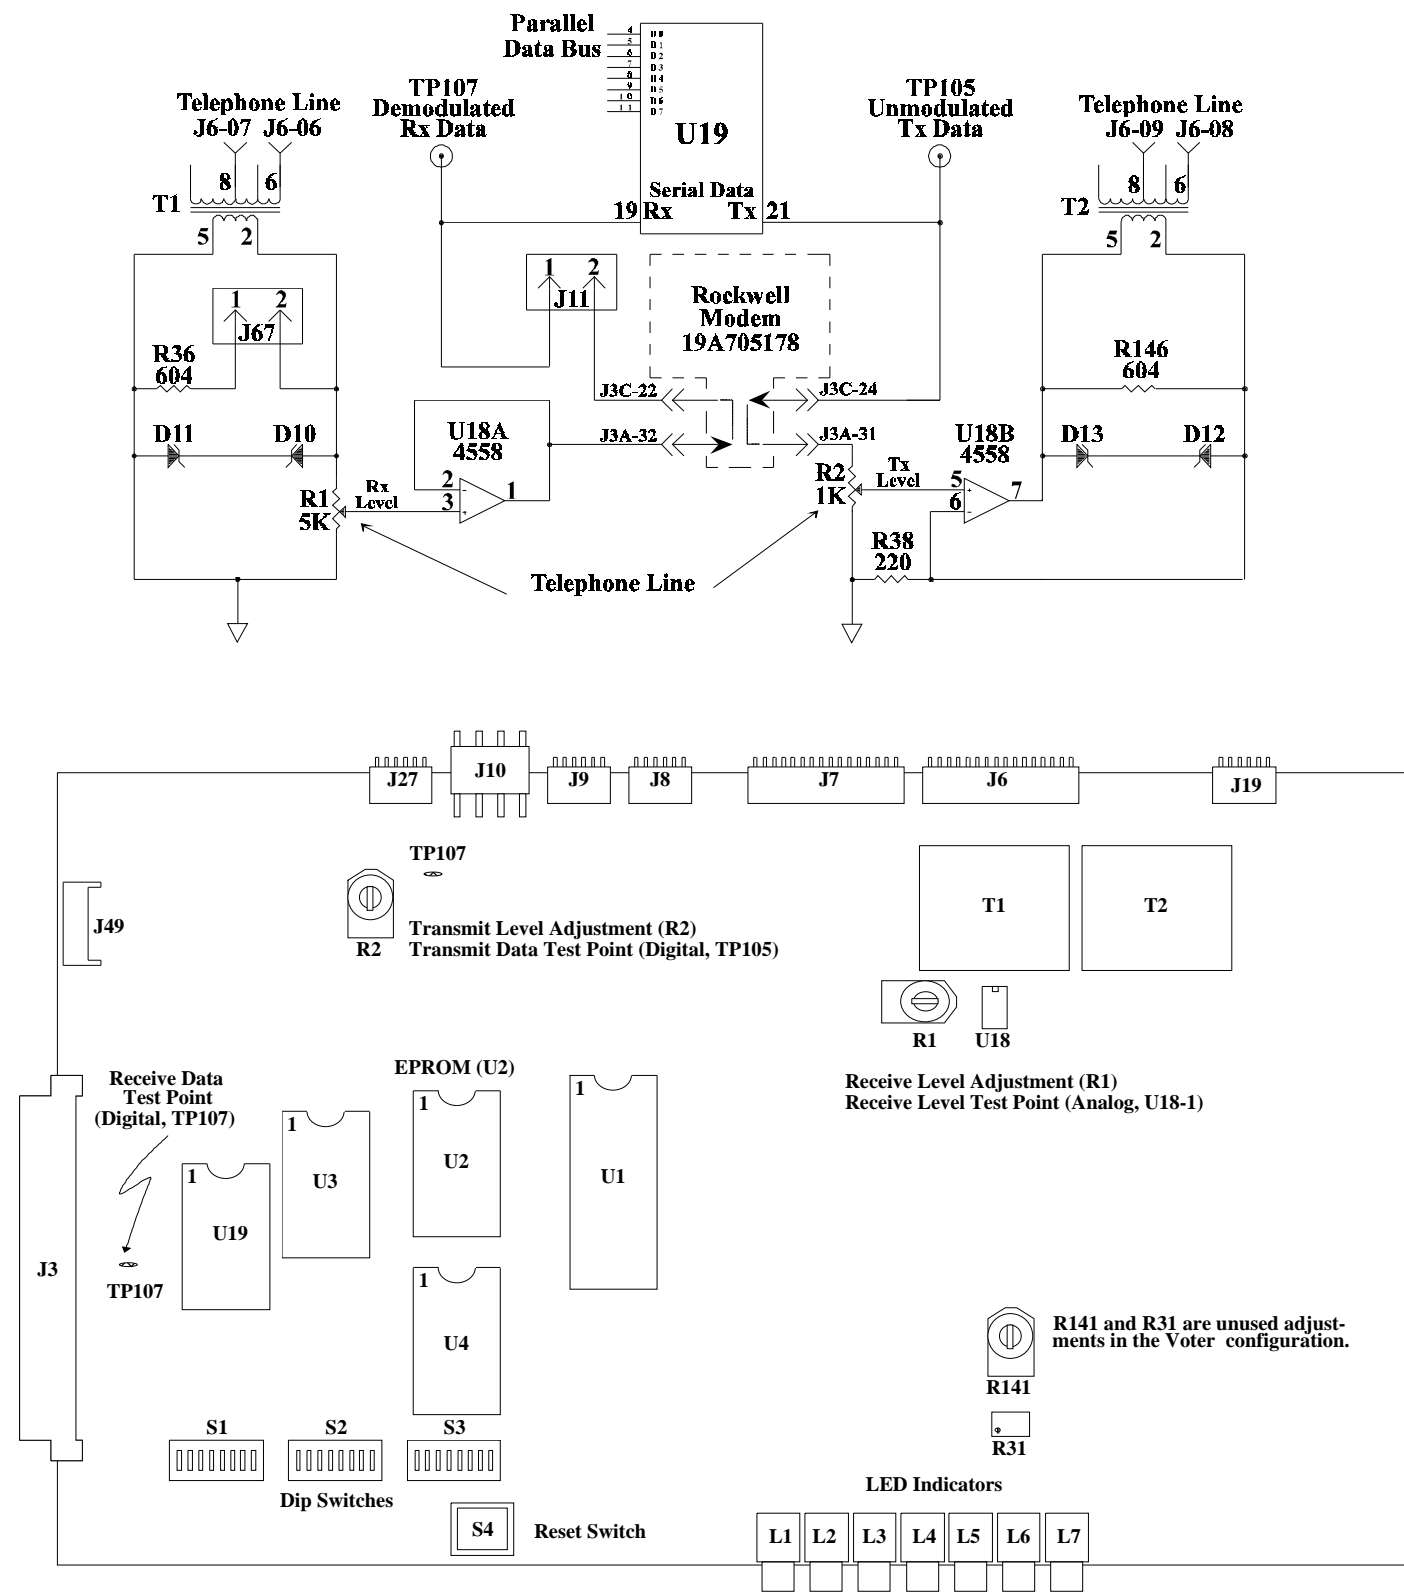 Parallel
Data Bus
4 D0
5 D1
6 D2
7 D3
8 D4
9 D5
10 D6
11 D7
U19
Serial Data
19 Rx Tx 21
TP107
Demodulated
Rx Data
TP105
Unmodulated
Tx Data
Telephone Line
J6-07 J6-06
8 6
T1
5 2
1 2
J67
R36
604
D11 D10
R1
5K
Rx
Level
1 2
J11
Rockwell
Modem
19A705178
J3C-22
J3C-24
J3A-32
J3A-31
U18A
4558
2
-
3
+
1
R2
1K
Tx
Level
U18B
4558
5
+
6
-
7
R38
220
Telephone Line
Telephone Line
J6-09 J6-08
8 6
T2
5 2
R146
604
D13 D12
J27
J10
J9
J8
J7
J6
J19
TP107
J49
R2
Transmit Level Adjustment (R2)
Transmit Data Test Point (Digital, TP105)
T1
T2
R1
U18
Receive Level Adjustment (R1)
Receive Level Test Point (Analog, U18-1)
Receive Data
Test Point
(Digital, TP107)
EPROM (U2)
1
U19
1
U3
1
U2
1
U1
J3
TP107
1
U4
R141 and R31 are unused adjust-
ments in the Voter configuration.
R141
R31
S1
S2
S3
Dip Switches
S4
Reset Switch
LED Indicators
L1 L2 L3 L4 L5 L6 L7